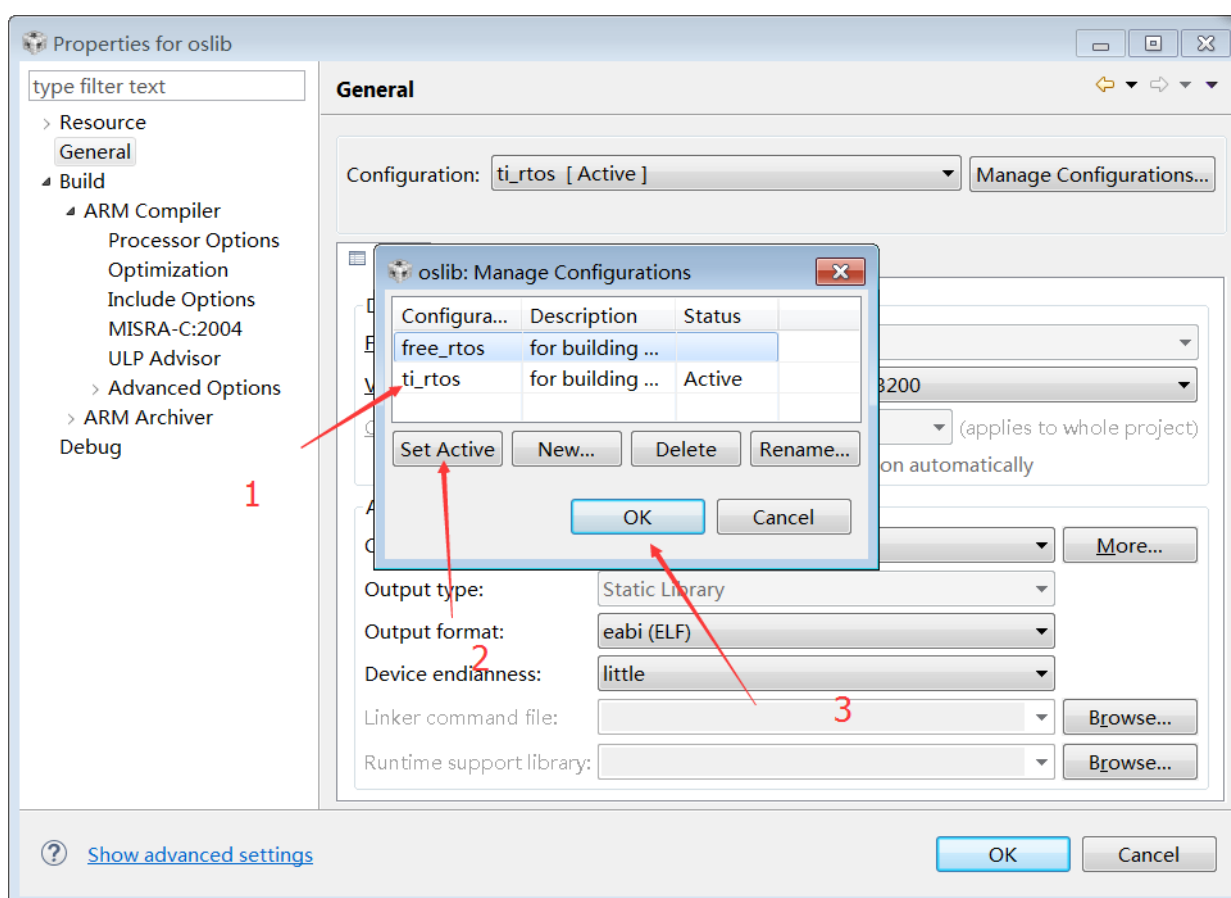 Properties for oslib
type filter text
General
Resource
General
Build
ARM Compiler
Processor Options
Optimization
Include Options
MISRA-C:2004
ULP Advisor
Advanced Options
ARM Archiver
Debug
Configuration: ti_rtos [ Active ] Manage Configurations...
oslib: Manage Configurations
Configura... Description Status
free_rtos for building ...
ti_rtos for building ... Active
Set Active New... Delete Rename...
OK Cancel
3200
(applies to whole project)
on automatically
More...
Output type: Static Library
Output format: eabi (ELF)
Device endianness: little
Linker command file: Browse...
Runtime support library: Browse...
1
2
3
Show advanced settings
OK Cancel